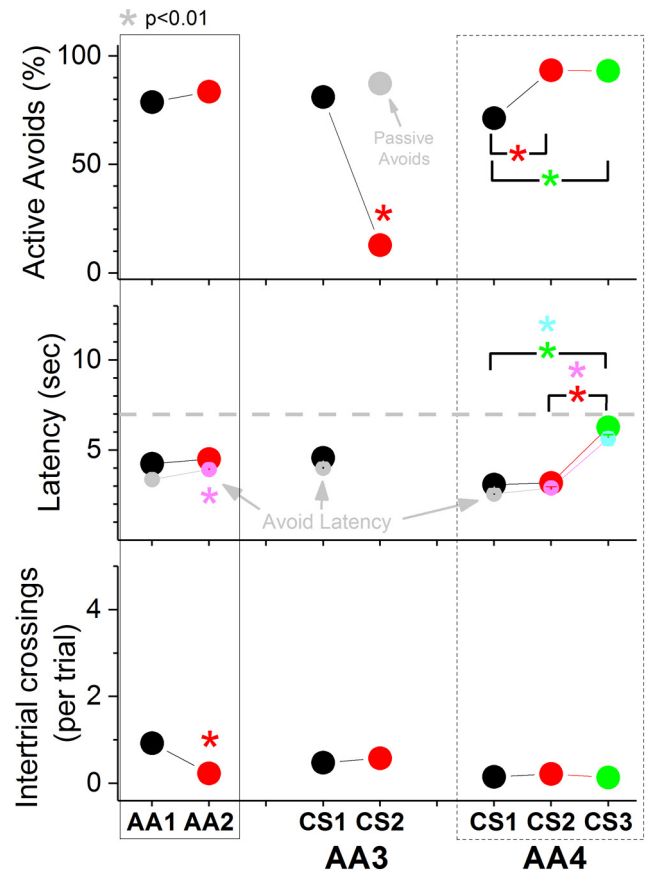 * p<0.01
Active Avoids (%)
100
50
0
Passive
Avoids
*
*
*
Latency (sec)
10
5
*
*
*
*
*
Avoid Latency
Intertrial crossings
(per trial)
4
2
0
*
AA1 AA2 CS1 CS2 CS1 CS2 CS3
AA3 AA4